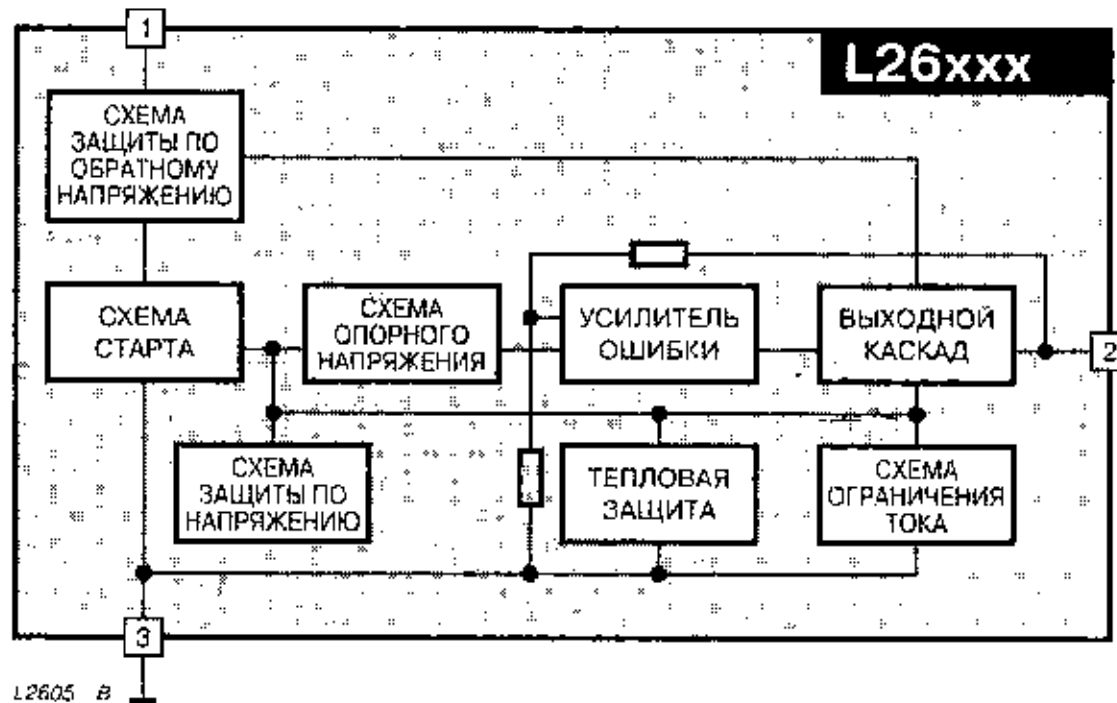 1
L26xxx
СХЕМА
ЗАЩИТЫ ПО
ОБРАТНОМУ
НАПРЯЖЕНИЮ
СХЕМА
СТАРТА
СХЕМА
ОПОРНОГО
НАПРЯЖЕНИЯ
УСИЛИТЕЛЬ
ОШИБКИ
ВЫХОДНОЙ
КАСКАД
2
СХЕМА
ЗАЩИТЫ ПО
НАПРЯЖЕНИЮ
ТЕПЛОВАЯ
ЗАЩИТА
СХЕМА
ОГРАНИЧЕНИЯ
ТОКА
3
L2605 B